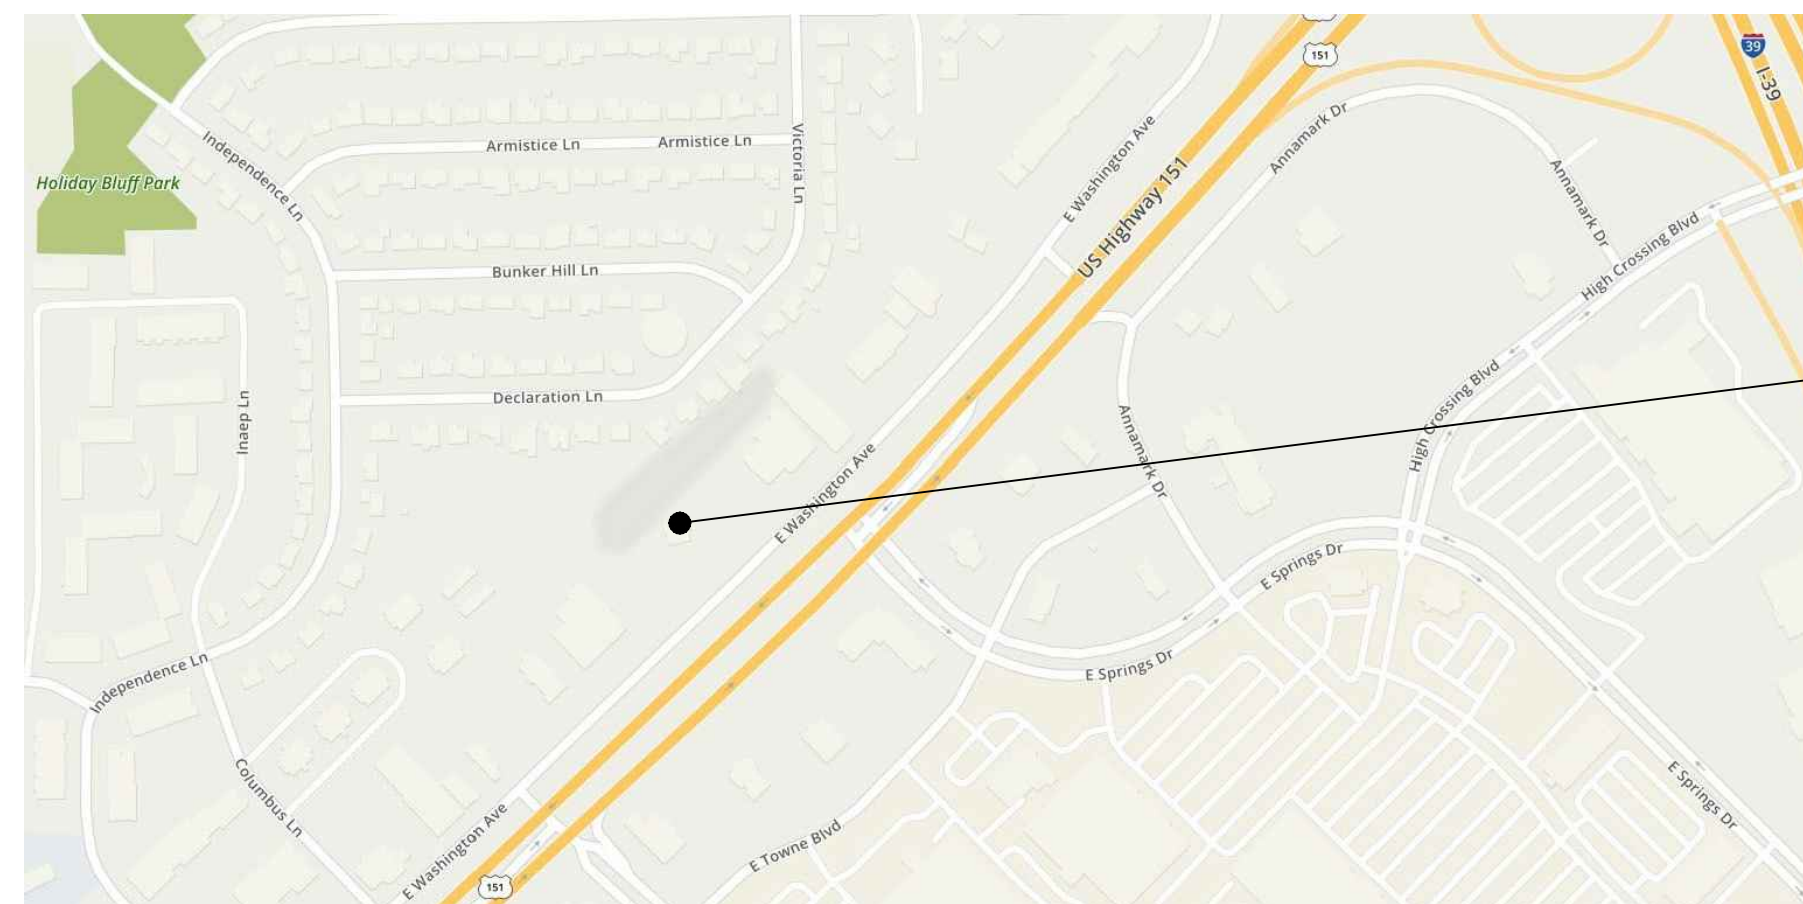 151
39
I-39
Independence Ln
Armistice Ln
Armistice Ln
Victoria Ln
E Washington Ave
US Highway 151
Annamark Dr
Annamark Dr
Holiday Bluff Park
High Crossing Blvd
Bunker Hill Ln
Declaration Ln
Inaep Ln
High Crossing Blvd
Annamark Dr
E Washington Ave
E Springs Dr
E Springs Dr
Independence Ln
Columbus Ln
E Springs Dr
E Towne Blvd
E Washington Ave
151